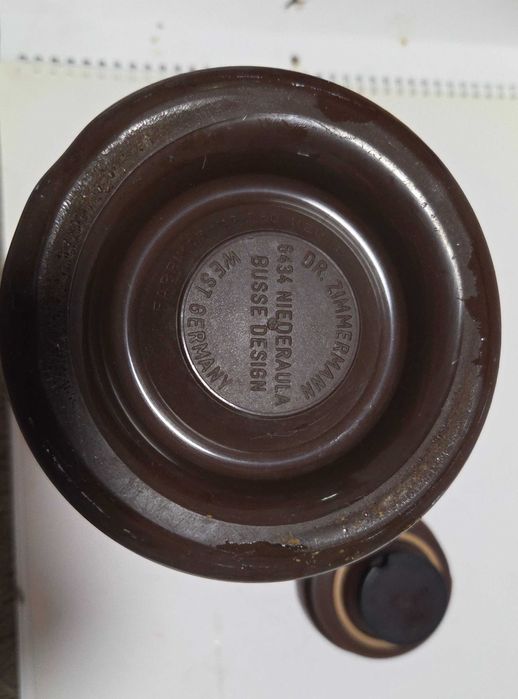 DR. ZIMMERMANN
6434 NIEDERAULA
BUSSE DESIGN
WEST GERMANY